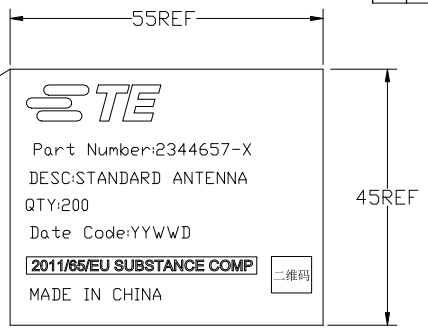 55REF
TE
Part Number:2344657-X
DESC:STANDARD ANTENNA
QTY:200
Date Code:YYWWD
2011/65/EU SUBSTANCE COMP
二维码
MADE IN CHINA
45REF